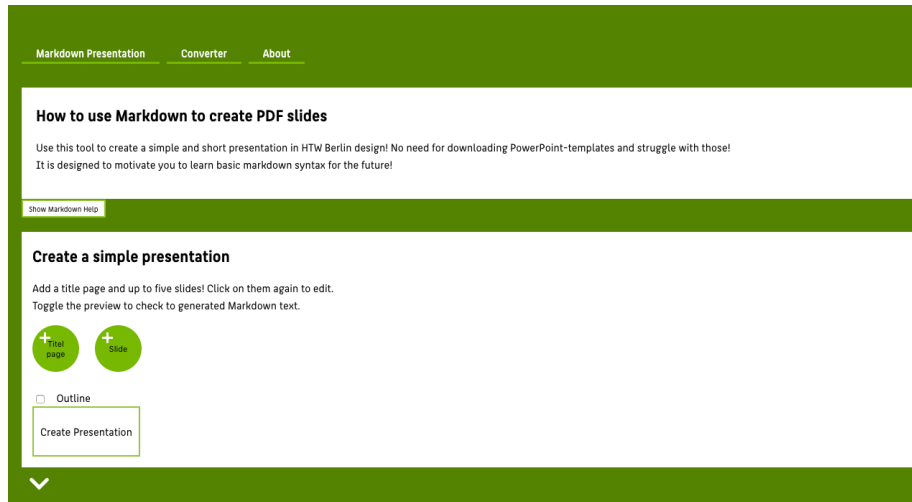 Markdown Presentation Converter About
How to use Markdown to create PDF slides
Use this tool to create a simple and short presentation in HTW Berlin design! No need for downloading PowerPoint-templates and struggle with those!
It is designed to motivate you to learn basic markdown syntax for the future!
Show Markdown Help
Create a simple presentation
Add a title page and up to five slides! Click on them again to edit.
Toggle the preview to check to generated Markdown text.
Titel
page
Slide
Outline
Create Presentation